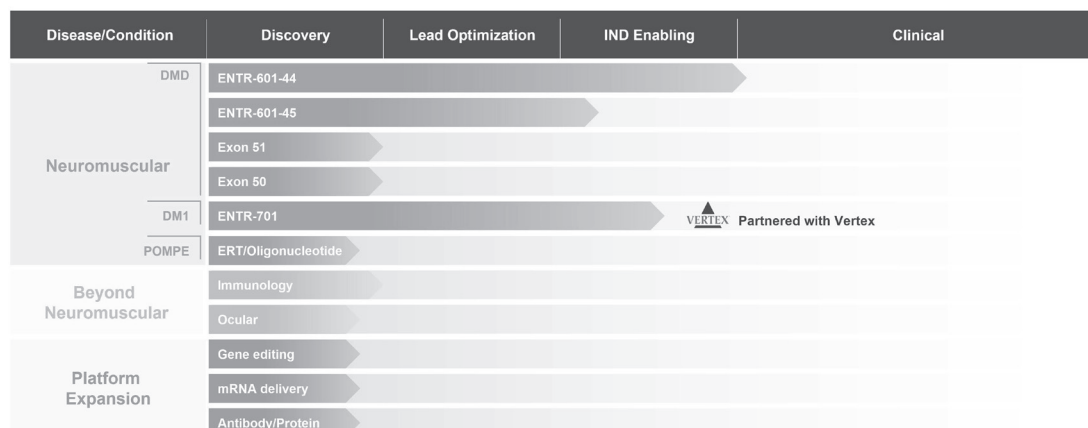 Disease/Condition Discovery Lead Optimization IND Enabling Clinical
DMD ENTR-601-44
ENTR-601-45
Exon 51
Neuromuscular
Exon 50
DM1 ENTR-701 VERTEX Partnered with Vertex
POMPE ERT/Oligonucleotide
Beyond
Neuromuscular
Immunology
Ocular
Platform
Expansion
Gene editing
mRNA delivery
Antibody/Protein